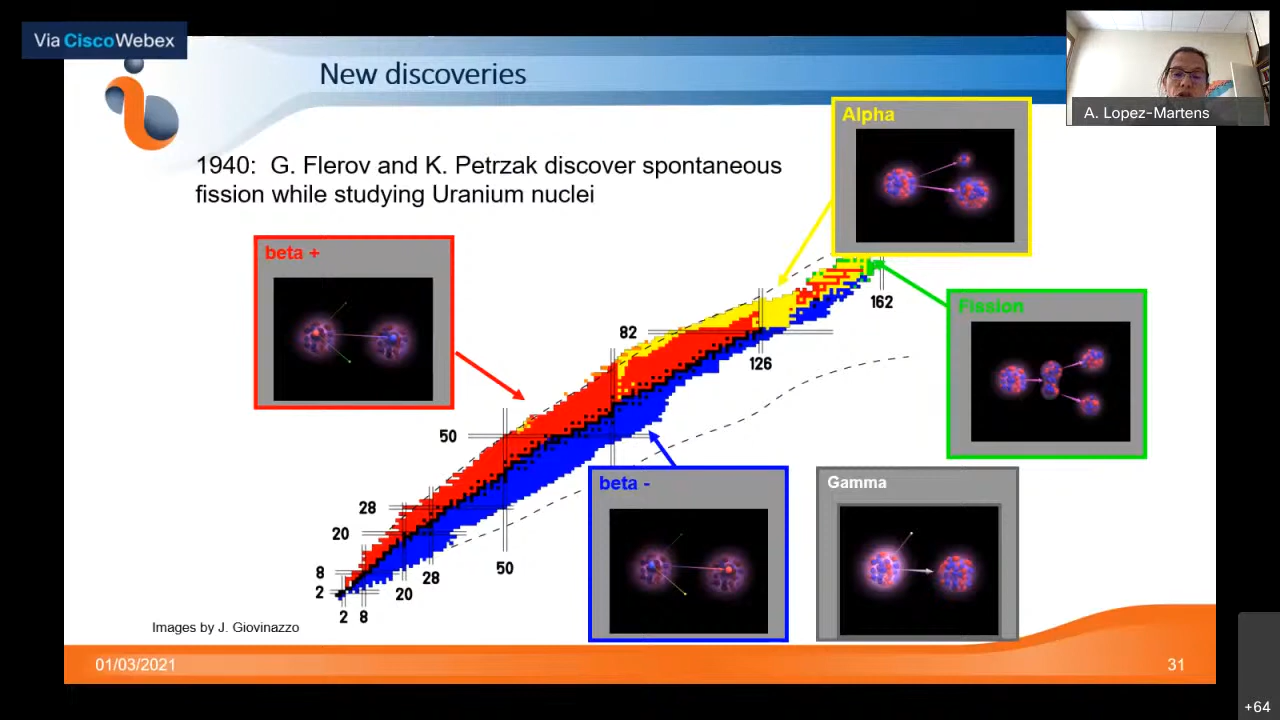 Via Cisco Webex
New discoveries
A. Lopez-Martens
Alpha
1940: G. Flerov and K. Petrzak discover spontaneous
fission while studying Uranium nuclei
beta +
162
Fission
82
126
50
beta -
Gamma
28
20
50
8
28
2
20
2 8
Images by J. Giovinazzo
01/03/2021
31
+64